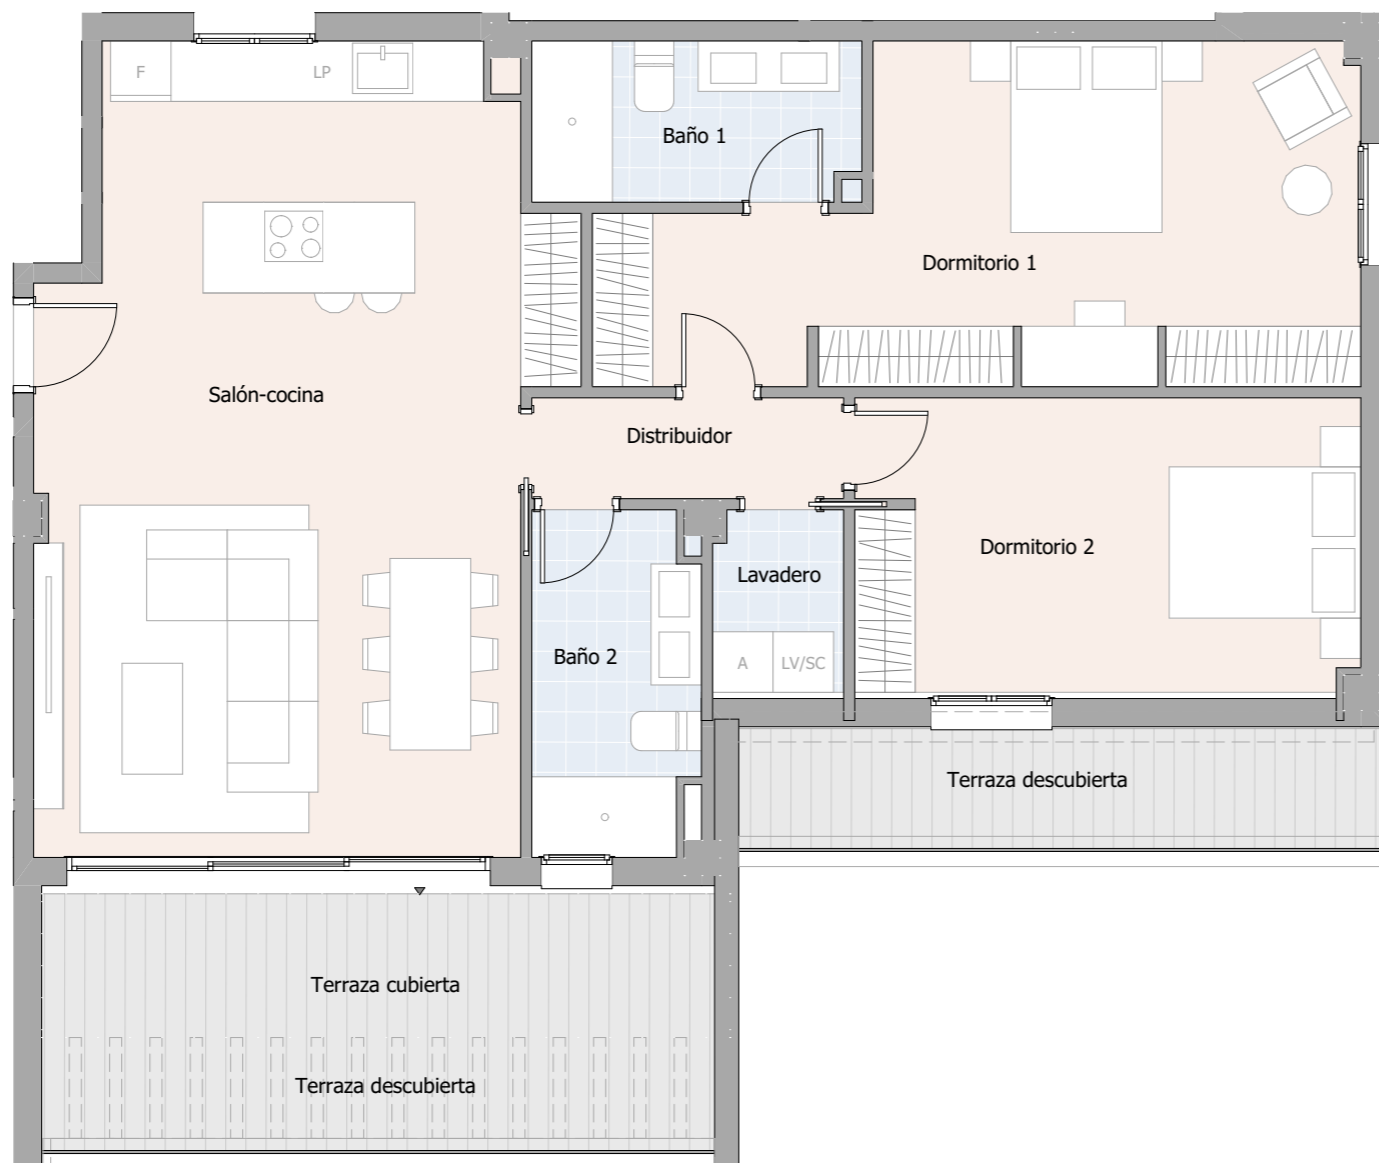 F
LP
Baño 1
Dormitorio 1
Salón-cocina
Distribuidor
Dormitorio 2
Lavadero
Baño 2
A
LV/SC
Terraza descubierta
Terraza cubierta
Terraza descubierta